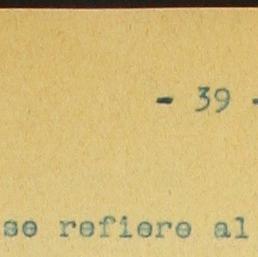 - 39 -
se refiere al